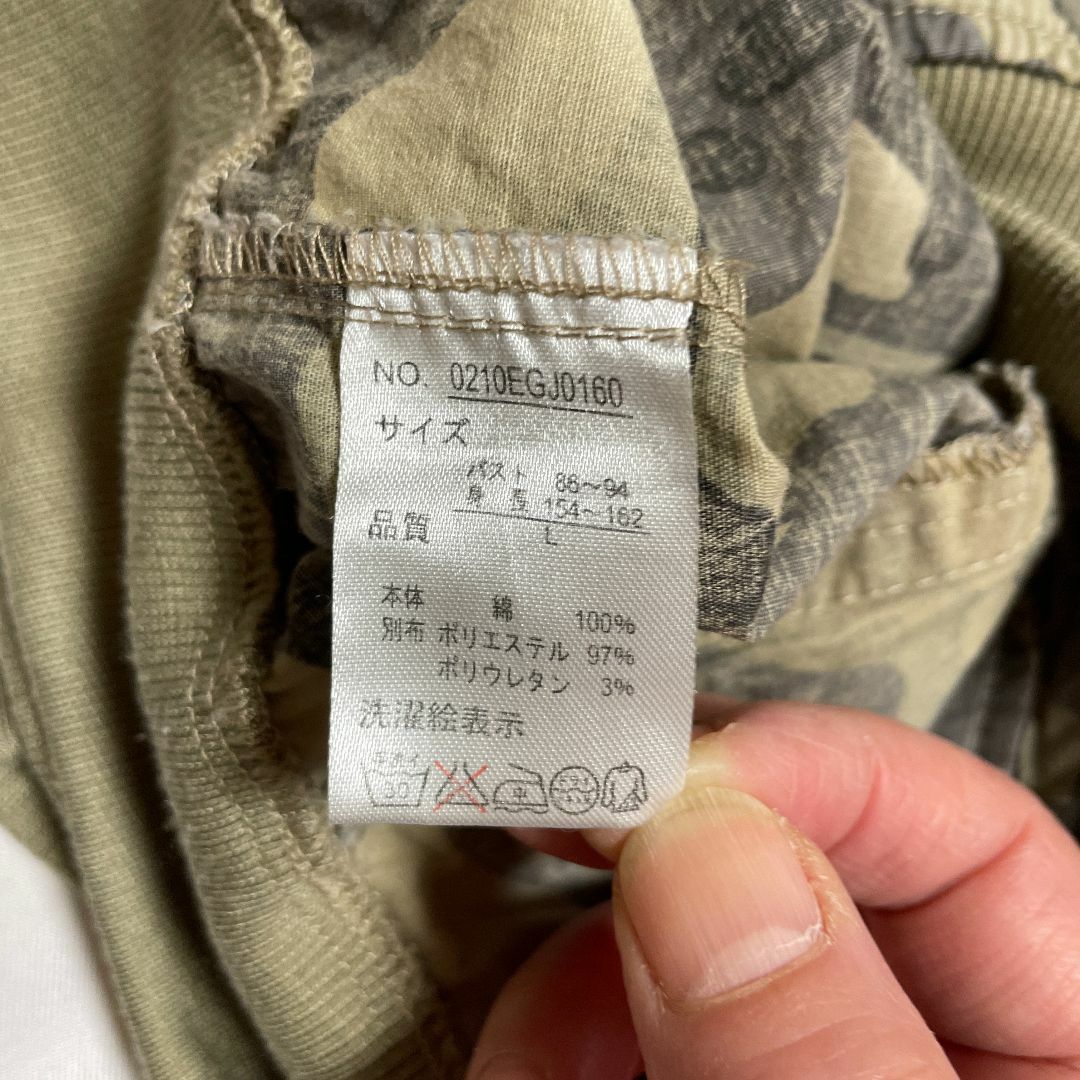 NO. 0210EGJ0160
サイズ
バスト 86～94
身長 154～162
L
品質
本体 綿 100%
別布 ポリエステル 97%
ポリウレタン 3%
洗濯絵表示
30
中